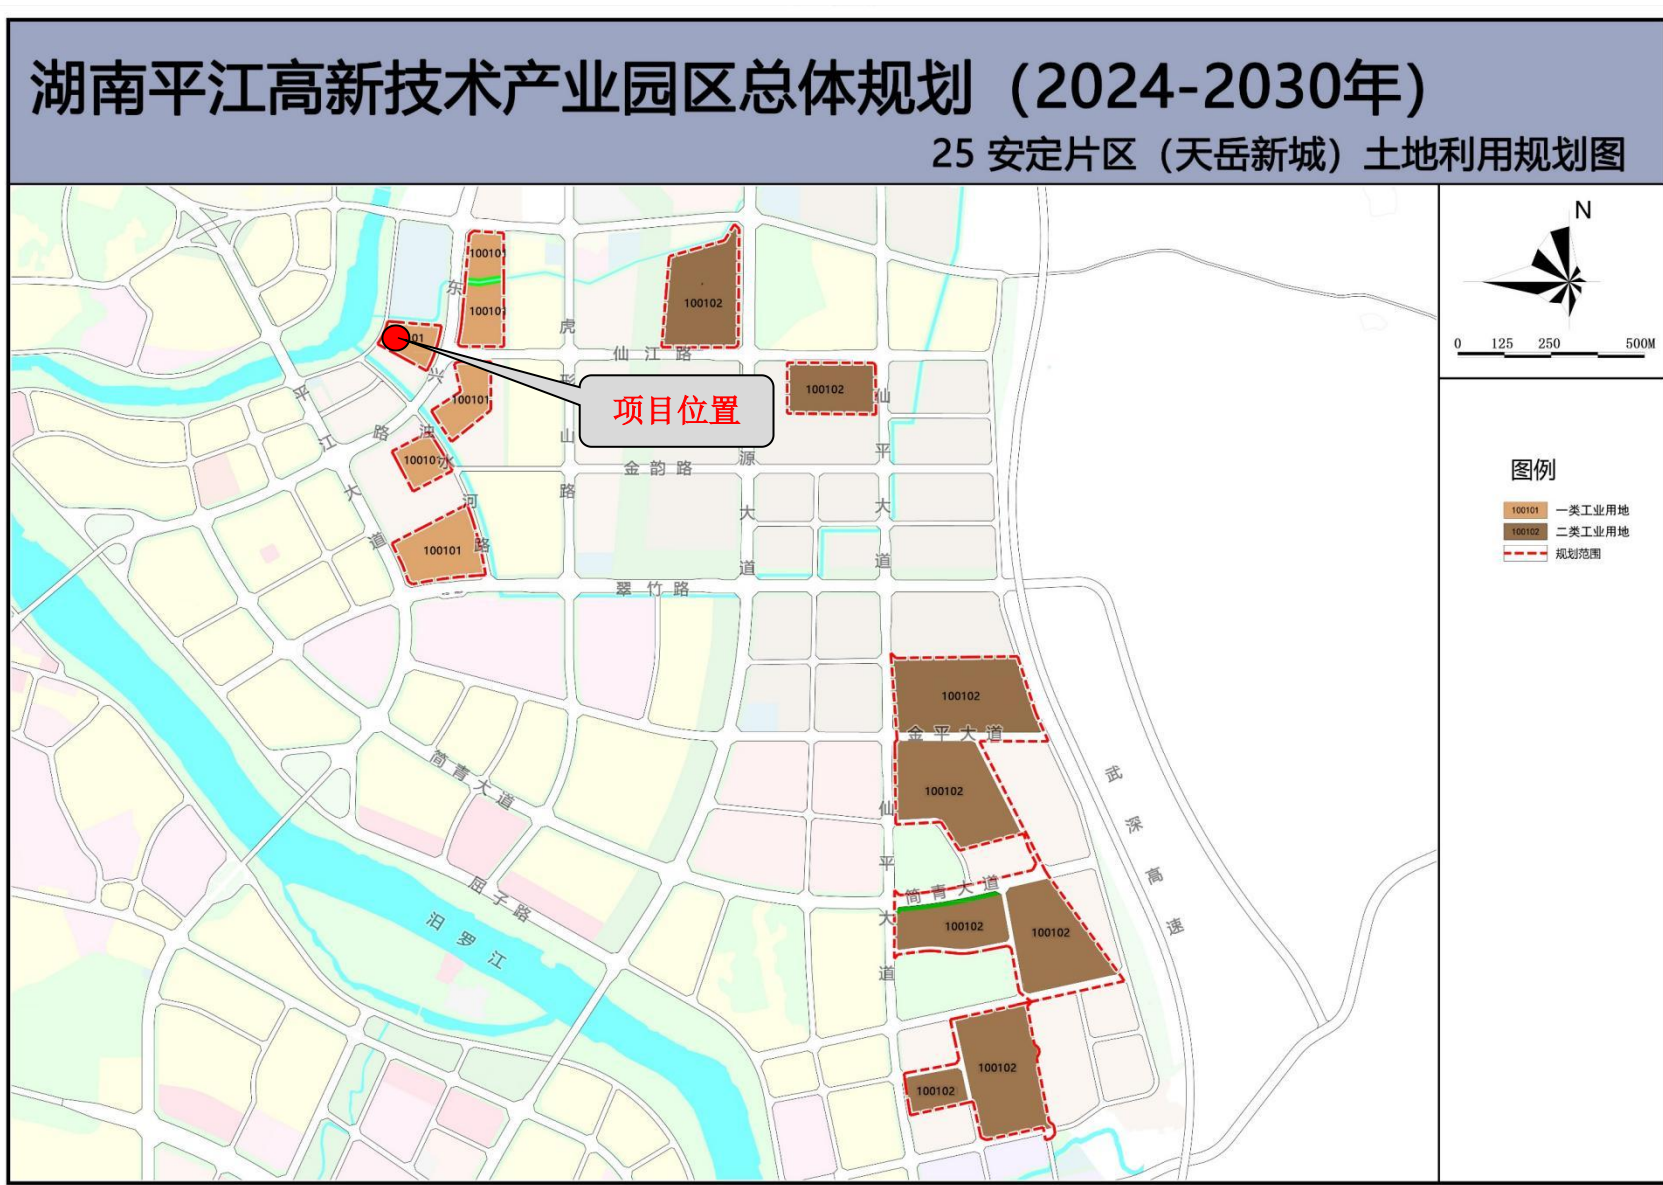 湖南平江高新技术产业园区总体规划（2024-2030年）
25 安定片区（天岳新城）土地利用规划图
N
0 125 250 500M
图例
100101 一类工业用地
100102 二类工业用地
规划范围
10010
100101
01
100101
10010
100101
100102
100102
项目位置
东兴路
虎形山路
仙江路
平江大道
浊水河路
金韵路
源大道
仙平大道
翠竹路
100102
金平大道
100102
仙平大道
简青大道
100102
100102
100102
100102
简青大道
屈子路
汨罗江
武深高速